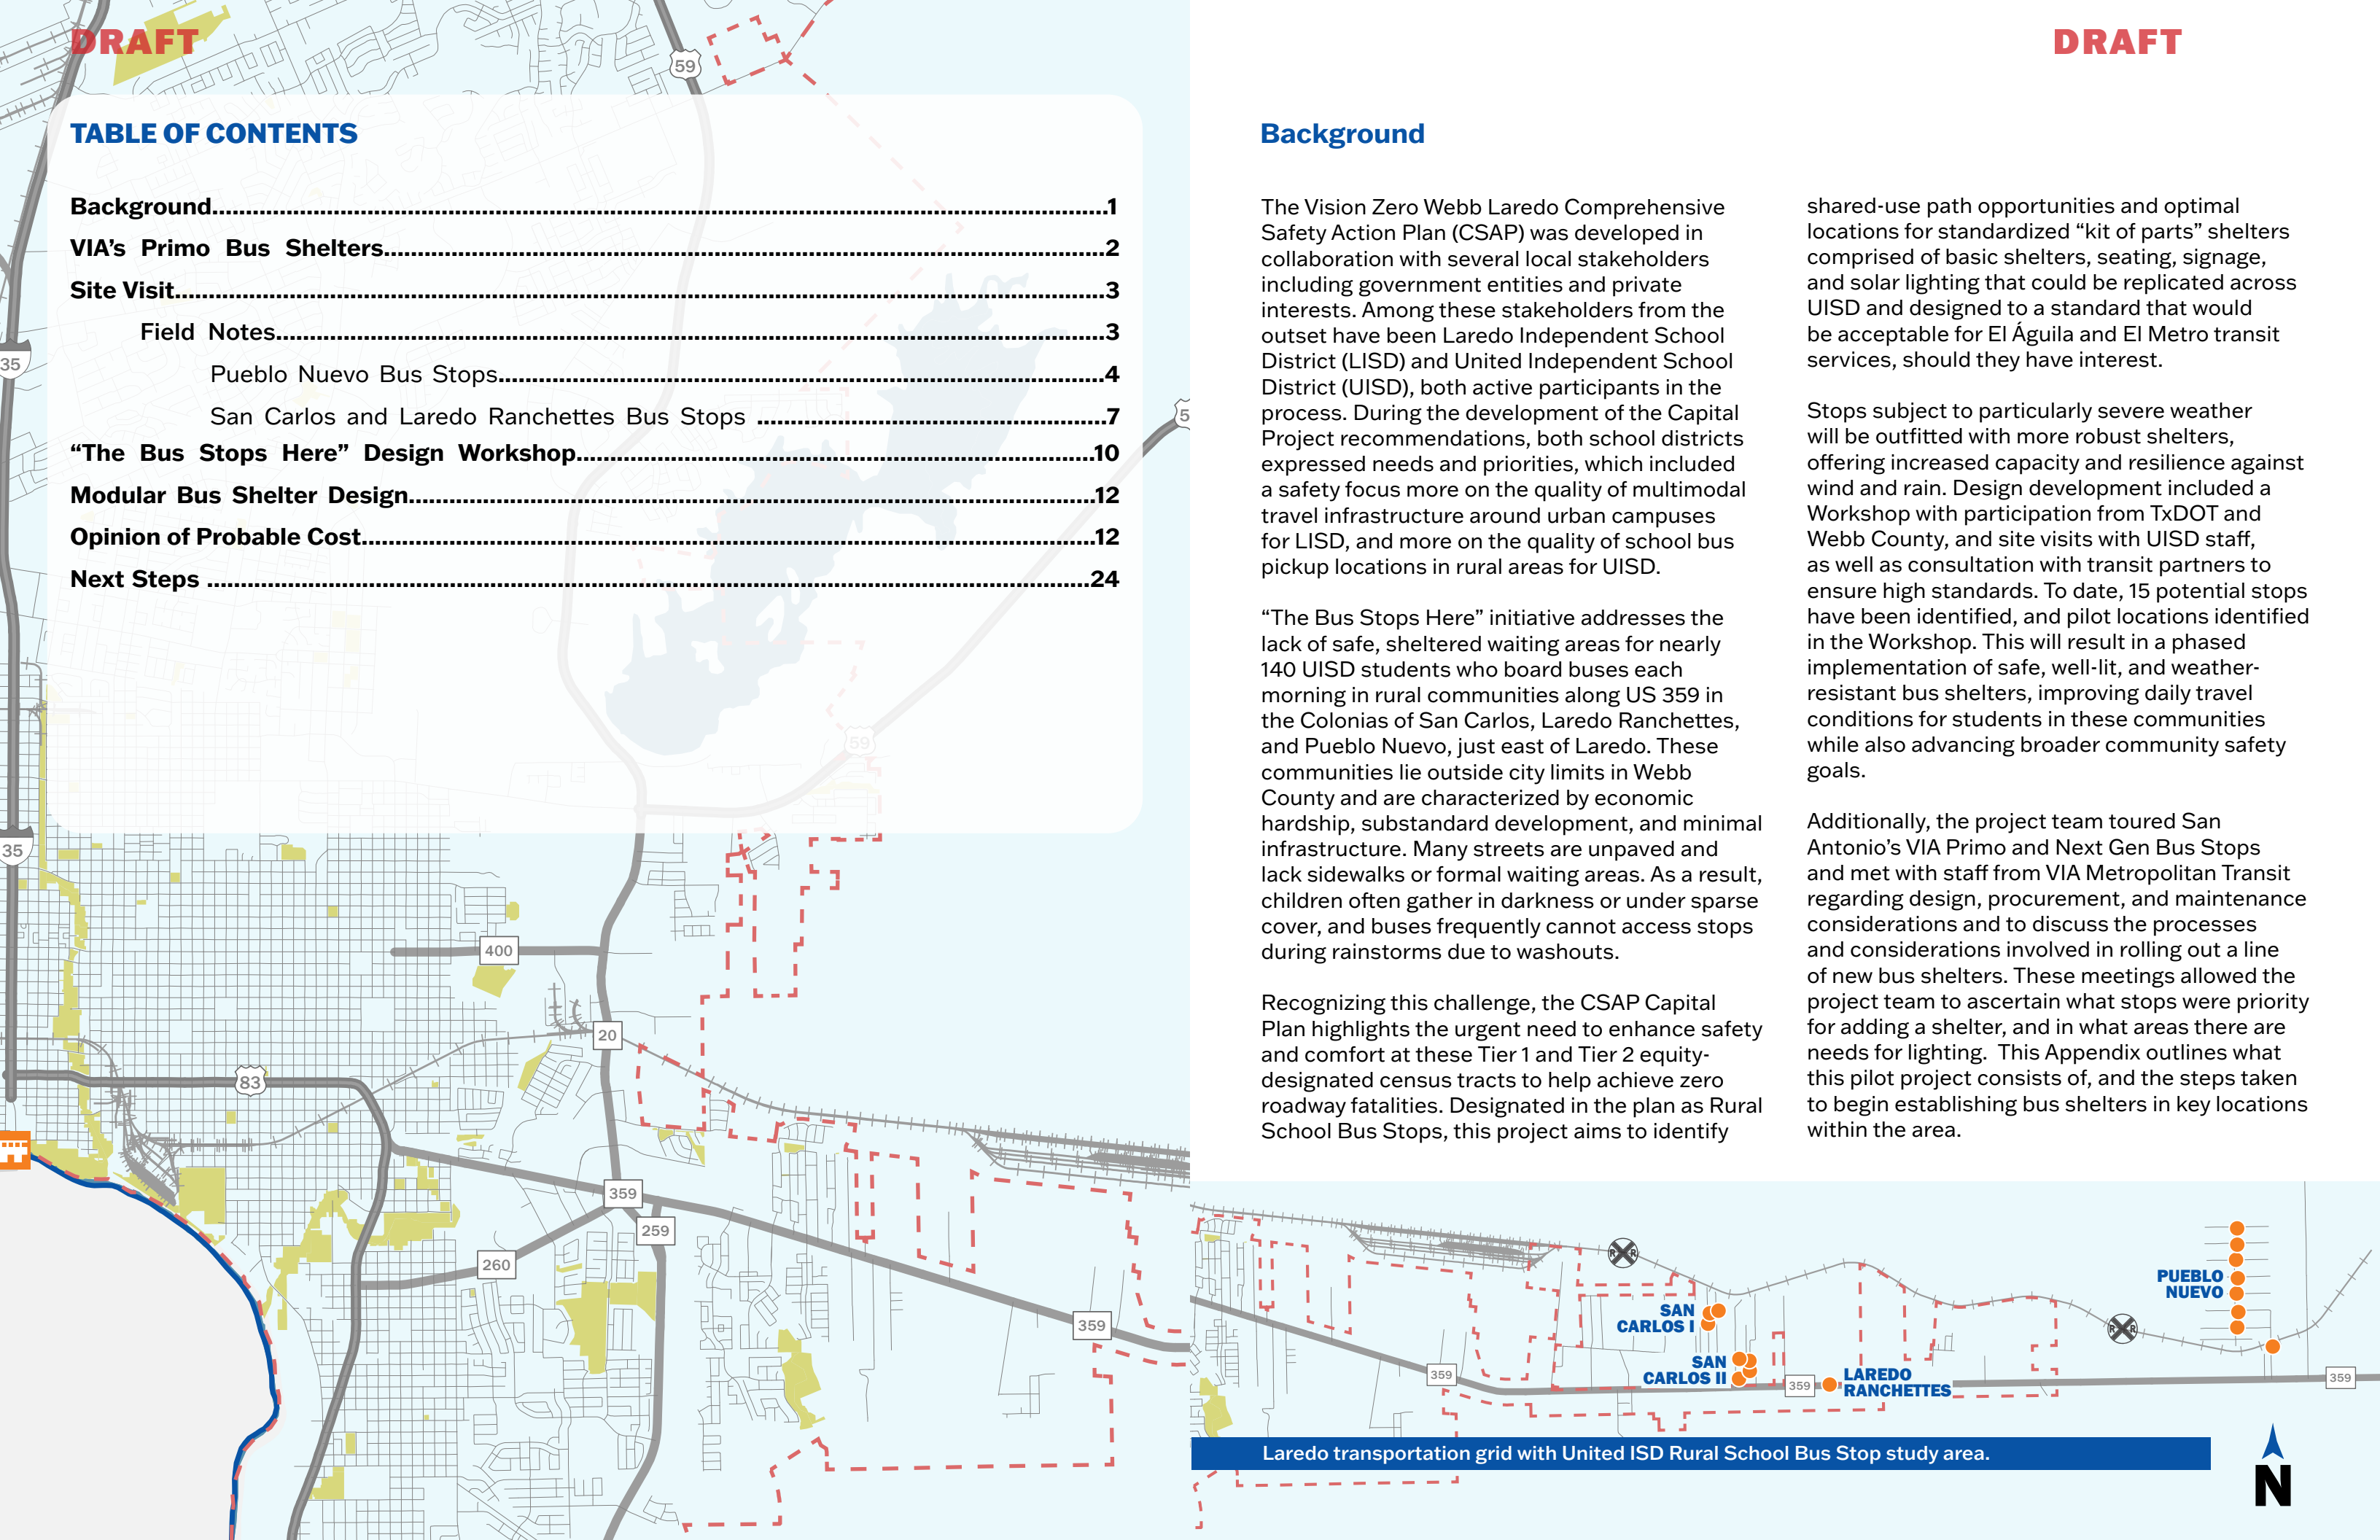 DRAFT
TABLE OF CONTENTS
Background.....1
VIA’s Primo Bus Shelters.....2
Site Visit.....3
Field Notes.....3
Pueblo Nuevo Bus Stops.....4
San Carlos and Laredo Ranchettes Bus Stops .....7
“The Bus Stops Here” Design Workshop.....10
Modular Bus Shelter Design.....12
Opinion of Probable Cost.....12
Next Steps .....24
59
35
59
35
400
20
83
359
259
260
359
DRAFT
Background
The Vision Zero Webb Laredo Comprehensive
Safety Action Plan (CSAP) was developed in
collaboration with several local stakeholders
including government entities and private
interests. Among these stakeholders from the
outset have been Laredo Independent School
District (LISD) and United Independent School
District (UISD), both active participants in the
process. During the development of the Capital
Project recommendations, both school districts
expressed needs and priorities, which included
a safety focus more on the quality of multimodal
travel infrastructure around urban campuses
for LISD, and more on the quality of school bus
pickup locations in rural areas for UISD.
“The Bus Stops Here” initiative addresses the
lack of safe, sheltered waiting areas for nearly
140 UISD students who board buses each
morning in rural communities along US 359 in
the Colonias of San Carlos, Laredo Ranchettes,
and Pueblo Nuevo, just east of Laredo. These
communities lie outside city limits in Webb
County and are characterized by economic
hardship, substandard development, and minimal
infrastructure. Many streets are unpaved and
lack sidewalks or formal waiting areas. As a result,
children often gather in darkness or under sparse
cover, and buses frequently cannot access stops
during rainstorms due to washouts.
Recognizing this challenge, the CSAP Capital
Plan highlights the urgent need to enhance safety
and comfort at these Tier 1 and Tier 2 equity-
designated census tracts to help achieve zero
roadway fatalities. Designated in the plan as Rural
School Bus Stops, this project aims to identify
shared-use path opportunities and optimal
locations for standardized “kit of parts” shelters
comprised of basic shelters, seating, signage,
and solar lighting that could be replicated across
UISD and designed to a standard that would
be acceptable for El Águila and El Metro transit
services, should they have interest.
Stops subject to particularly severe weather
will be outfitted with more robust shelters,
offering increased capacity and resilience against
wind and rain. Design development included a
Workshop with participation from TxDOT and
Webb County, and site visits with UISD staff,
as well as consultation with transit partners to
ensure high standards. To date, 15 potential stops
have been identified, and pilot locations identified
in the Workshop. This will result in a phased
implementation of safe, well-lit, and weather-
resistant bus shelters, improving daily travel
conditions for students in these communities
while also advancing broader community safety
goals.
Additionally, the project team toured San
Antonio’s VIA Primo and Next Gen Bus Stops
and met with staff from VIA Metropolitan Transit
regarding design, procurement, and maintenance
considerations and to discuss the processes
and considerations involved in rolling out a line
of new bus shelters. These meetings allowed the
project team to ascertain what stops were priority
for adding a shelter, and in what areas there are
needs for lighting.  This Appendix outlines what
this pilot project consists of, and the steps taken
to begin establishing bus shelters in key locations
within the area.
R R
PUEBLO
NUEVO
SAN
CARLOS I
R R
SAN
CARLOS II
LAREDO
RANCHETTES
359
359
359
Laredo transportation grid with United ISD Rural School Bus Stop study area.
N